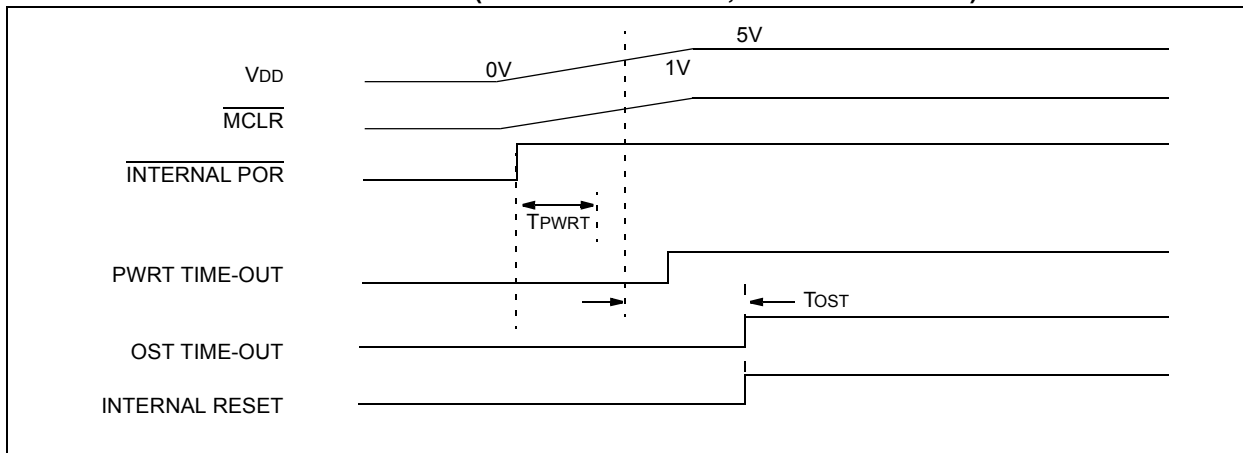 5V
VDD
0V
1V
MCLR
INTERNAL POR
TPWRT
PWRT TIME-OUT
TOST
OST TIME-OUT
INTERNAL RESET